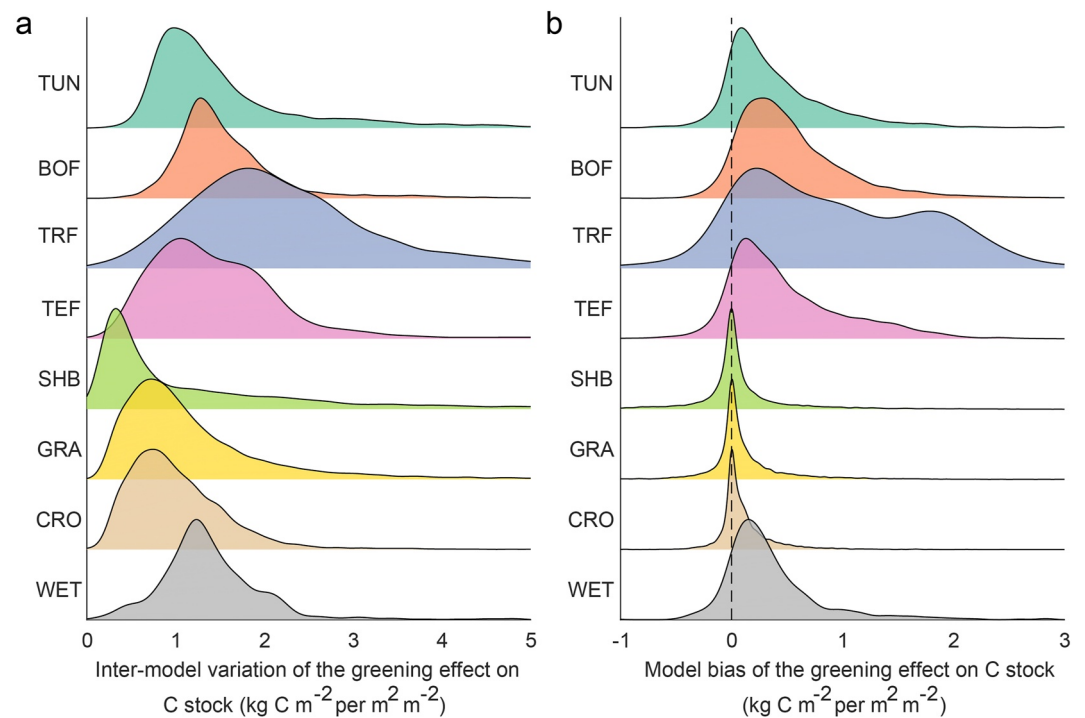 a
TUN
BOF
TRF
TEF
SHB
GRA
CRO
WET
0 1 2 3 4 5
Inter-model variation of the greening effect on
C stock (kg C m⁻² per m² m⁻²)
b
TUN
BOF
TRF
TEF
SHB
GRA
CRO
WET
-1 0 1 2 3
Model bias of the greening effect on C stock
(kg C m⁻² per m² m⁻²)